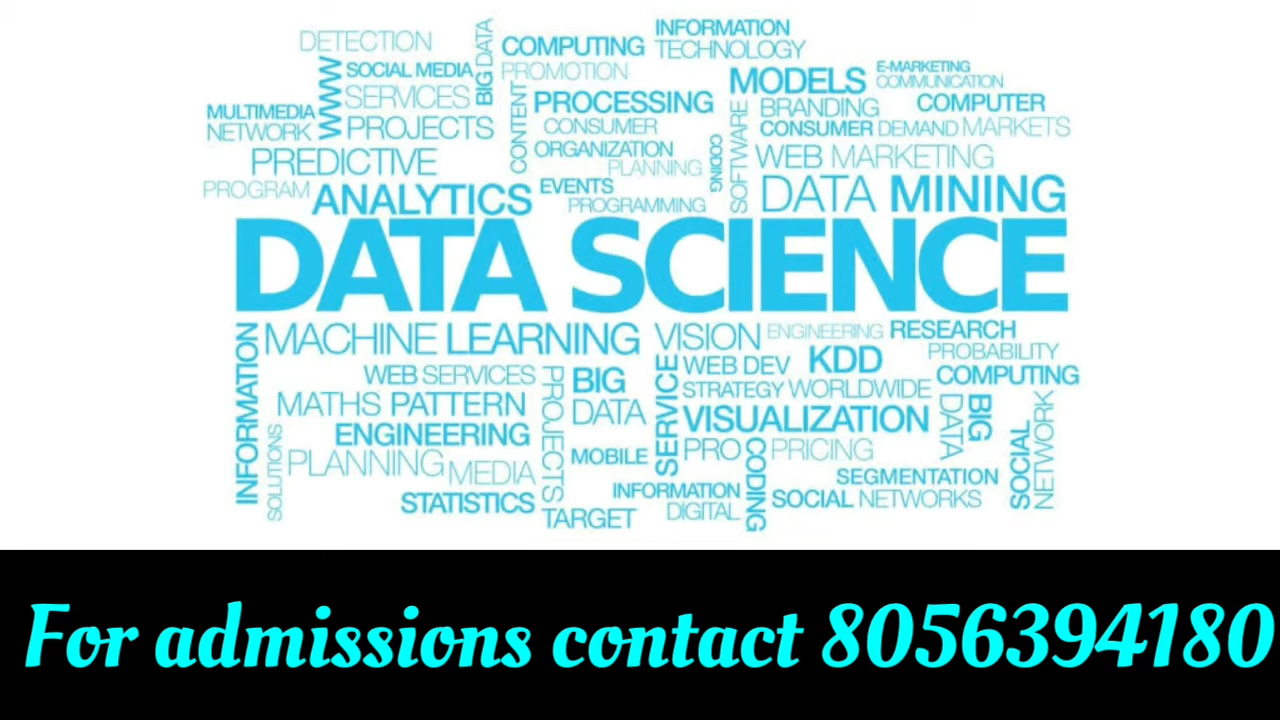 DETECTION
BIG DATA
COMPUTING
INFORMATION
TECHNOLOGY
WWW
SOCIAL MEDIA
PROMOTION
MODELS
E-MARKETING
COMMUNICATION
SERVICES
CONTENT
PROCESSING
BRANDING
COMPUTER
MULTIMEDIA
NETWORK
PROJECTS
CONSUMER
SOFTWARE
CONSUMER DEMAND MARKETS
PREDICTIVE
ORGANIZATION
CODING
WEB MARKETING
PLANNING
PROGRAM
ANALYTICS
EVENTS
PROGRAMMING
DATA MINING
DATA SCIENCE
INFORMATION
MACHINE LEARNING
VISION
ENGINEERING
RESEARCH
PROBABILITY
WEB SERVICES
PROJECTS
BIG
DATA
SERVICE
WEB DEV
KDD
COMPUTING
STRATEGY WORLDWIDE
MATHS PATTERN
VISUALIZATION
DATA
BIG
SOCIAL
NETWORK
ENGINEERING
SOLUTIONS
PLANNING
MEDIA
MOBILE
PRO
CODING
PRICING
SEGMENTATION
STATISTICS
INFORMATION
DIGITAL
SOCIAL NETWORKS
TARGET
For admissions contact 8056394180